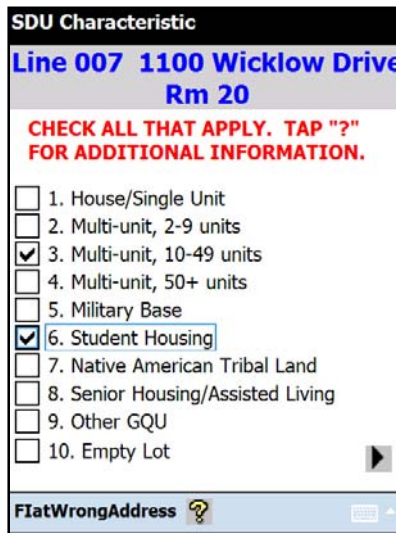 SDU Characteristic
Line 007 1100 Wicklow Drive
Rm 20
CHECK ALL THAT APPLY. TAP "?"
FOR ADDITIONAL INFORMATION.
1. House/Single Unit
2. Multi-unit, 2-9 units
3. Multi-unit, 10-49 units
4. Multi-unit, 50+ units
5. Military Base
6. Student Housing
7. Native American Tribal Land
8. Senior Housing/Assisted Living
9. Other GQU
10. Empty Lot
FIatWrongAddress ?